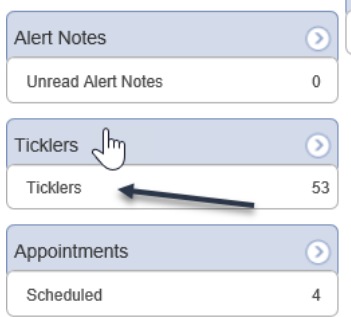 Alert Notes
Unread Alert Notes 0
Ticklers
Ticklers 53
Appointments
Scheduled 4